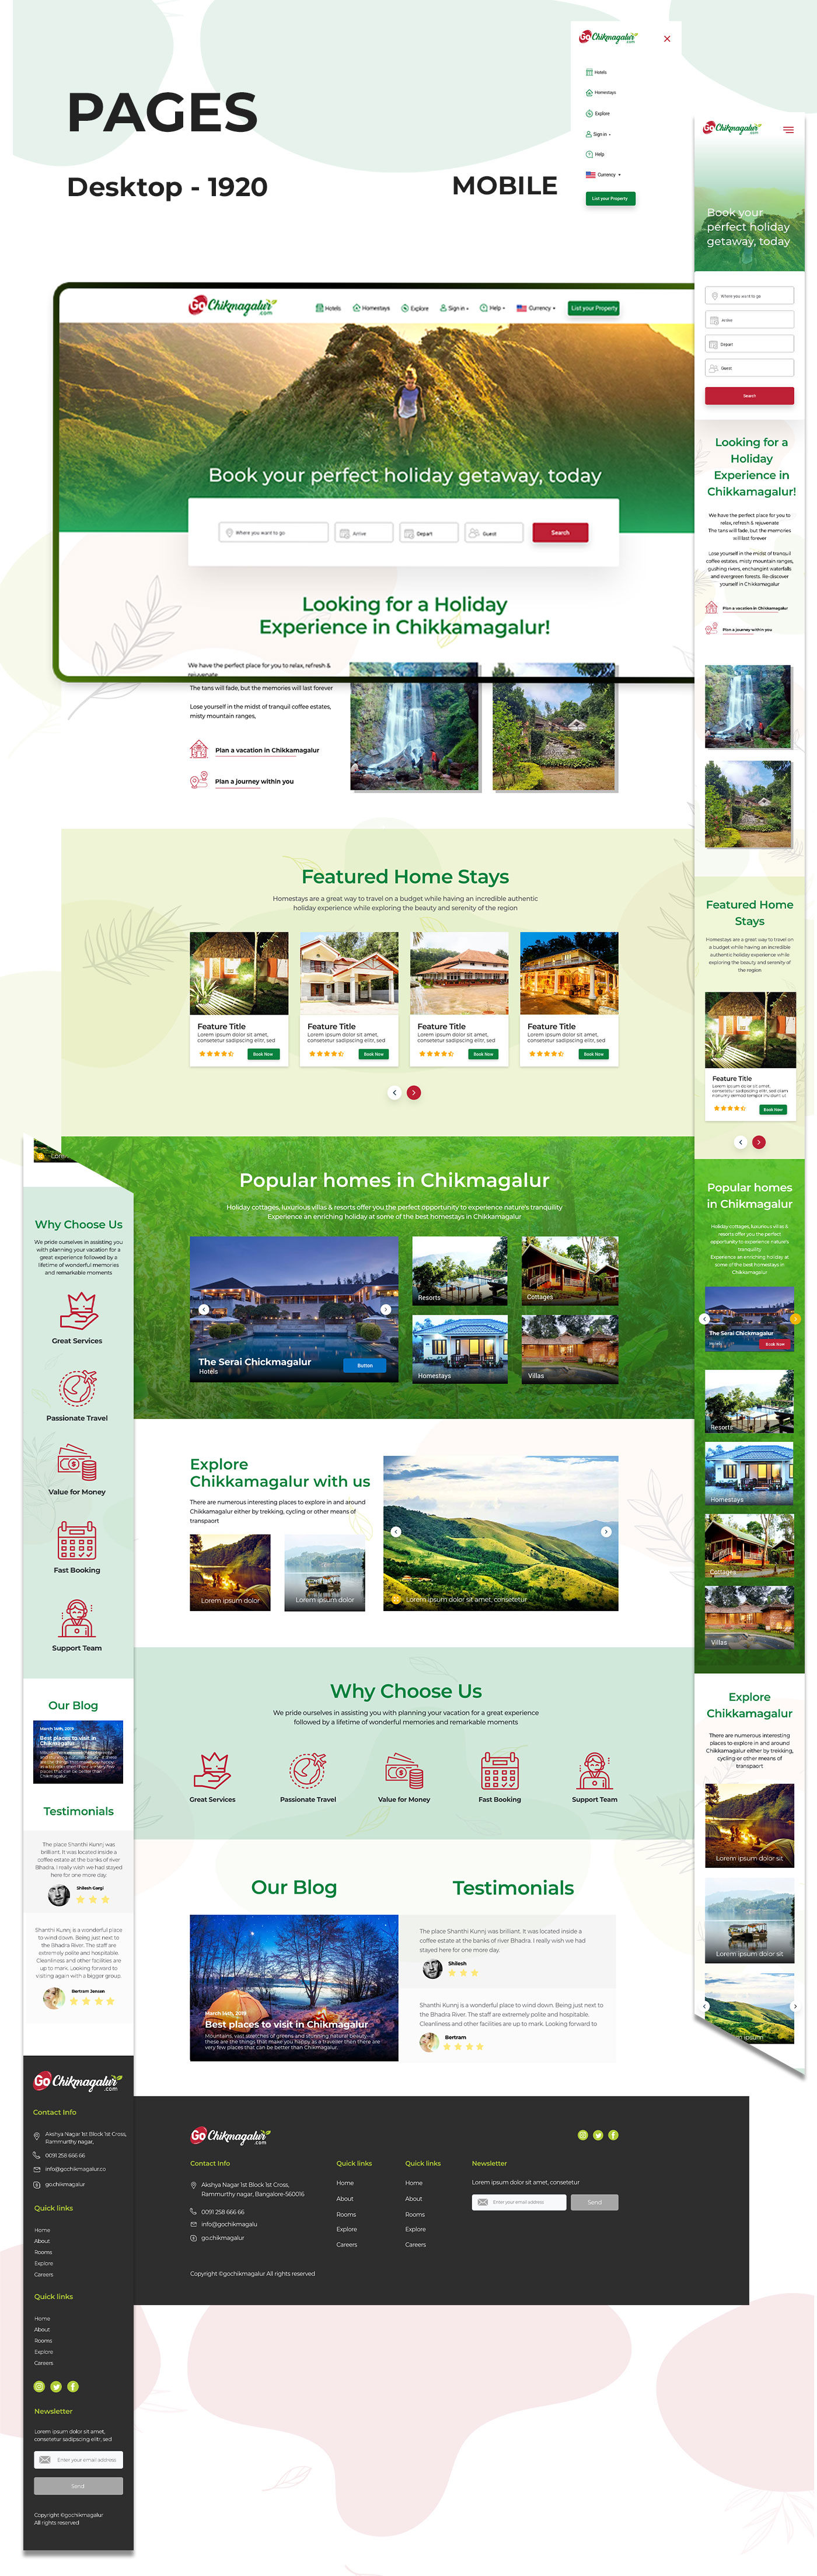 PAGES
Desktop - 1920
MOBILE
Go Chikmagalur .com
Hotels
Homestays
Explore
Sign in
Help
Currency
List your Property
Go Chikmagalur .com
Book your
perfect holiday
getaway, today
Where you want to go
Arrive
Depart
Guest
Search
Looking for a
Holiday
Experience in
Chikkamagalur!
We have the perfect place for you to
relax, refresh & rejuvenate
The tans will fade, but the memories
will last forever
Lose yourself in the midst of tranquil
coffee estates, misty mountain ranges,
gushing rivers, enchangint waterfalls
and evergreen forests. Re-discover
yourself in Chikkamagalur
Plan a vacation in Chikkamagalur
Plan a journey within you
Featured Home
Stays
Homestays are a great way to travel on
a budget while having an incredible
authentic holiday experience while
exploring the beauty and serenity of
the region
Feature Title
Lorem ipsum dolor sit amet,
consetetur sadipscing elitr, sed diam
nonumy eirmod tempor invidunt ut
Book Now
Popular homes
in Chikmagalur
Holiday cottages, luxurious villas &
resorts offer you the perfect
opportunity to experience nature's
tranquility
Experience an enriching holiday at
some of the best homestays in
Chikkamagalur
The Serai Chickmagalur
Hotels
Book Now
Resorts
Homestays
Cottages
Villas
Explore
Chikkamagalur
There are numerous interesting
places to explore in and around
Chikkamagalur either by trekking,
cycling or other means of
transpaort
Lorem ipsum dolor sit
Lorem ipsum dolor sit
Go Chikmagalur .com
Hotels
Homestays
Explore
Sign in
Help
Currency
List your Property
Book your perfect holiday getaway, today
Where you want to go
Arrive
Depart
Guest
Search
Looking for a Holiday
Experience in Chikkamagalur!
We have the perfect place for you to relax, refresh &
rejuvenate
The tans will fade, but the memories will last forever
Lose yourself in the midst of tranquil coffee estates,
misty mountain ranges,
Plan a vacation in Chikkamagalur
Plan a journey within you
Featured Home Stays
Homestays are a great way to travel on a budget while having an incredible authentic
holiday experience while exploring the beauty and serenity of the region
Feature Title
Lorem ipsum dolor sit amet,
consetetur sadipscing elitr, sed
Book Now
Feature Title
Lorem ipsum dolor sit amet,
consetetur sadipscing elitr, sed
Book Now
Feature Title
Lorem ipsum dolor sit amet,
consetetur sadipscing elitr, sed
Book Now
Feature Title
Lorem ipsum dolor sit amet,
consetetur sadipscing elitr, sed
Book Now
Popular homes in Chikmagalur
Holiday cottages, luxurious villas & resorts offer you the perfect opportunity to experience nature's tranquility
Experience an enriching holiday at some of the best homestays in Chikkamagalur
The Serai Chickmagalur
Hotels
Button
Resorts
Cottages
Homestays
Villas
Explore
Chikkamagalur with us
There are numerous interesting places to explore in and around
Chikkamagalur either by trekking, cycling or other means of
transpaort
Lorem ipsum dolor
Lorem ipsum dolor
Lorem ipsum dolor sit amet, consetetur
Why Choose Us
We pride ourselves in assisting you with planning your vacation for a great experience
followed by a lifetime of wonderful memories and remarkable moments
Great Services
Passionate Travel
Value for Money
Fast Booking
Support Team
Our Blog
March 14th, 2019
Best places to visit in Chikmagalur
Mountains, vast stretches of greens and stunning natural beauty—if
these are the things that make you happy as a traveler then there are
very few places that can be better than Chikmagalur.
Testimonials
The place Shanthi Kunnj was brilliant. It was located inside a
coffee estate at the banks of river Bhadra. I really wish we had
stayed here for one more day.
Shilesh
Shanthi Kunnj is a wonderful place to wind down. Being just next to
the Bhadra River. The staff are extremely polite and hospitable.
Cleanliness and other facilities are up to mark. Looking forward to
Bertram
Go Chikmagalur .com
Contact Info
Akshya Nagar 1st Block 1st Cross,
Rammurthy nagar, Bangalore-560016
0091 258 666 66
info@gochikmagalu
go.chikmagalur
Quick links
Home
About
Rooms
Explore
Careers
Quick links
Home
About
Rooms
Explore
Careers
Newsletter
Lorem ipsum dolor sit amet, consetetur
Enter your email address
Send
Copyright ©gochikmagalur All rights reserved
Why Choose Us
We pride ourselves in assisting you
with planning your vacation for a
great experience followed by a
lifetime of wonderful memories
and remarkable moments
Great Services
Passionate Travel
Value for Money
Fast Booking
Support Team
Our Blog
March 14th, 2019
Best places to visit in
Chikmagalur
Testimonials
The place Shanthi Kunnj was
brilliant. It was located inside a
coffee estate at the banks of river
Bhadra. I really wish we had stayed
here for one more day.
Shilesh Gargi
Shanthi Kunnj is a wonderful place
to wind down. Being just next to
the Bhadra River. The staff are
extremely polite and hospitable.
Cleanliness and other facilities are
up to mark. Looking forward to
visiting again with a bigger group.
Bertram Jensen
Go Chikmagalur .com
Contact Info
Akshya Nagar 1st Block 1st Cross,
Rammurthy nagar,
0091 258 666 66
info@gochikmagalur.co
go.chikmagalur
Quick links
Home
About
Rooms
Explore
Careers
Quick links
Home
About
Rooms
Explore
Careers
Newsletter
Lorem ipsum dolor sit amet,
consetetur sadipscing elitr, sed
Enter your email address
Send
Copyright ©gochikmagalur
All rights reserved